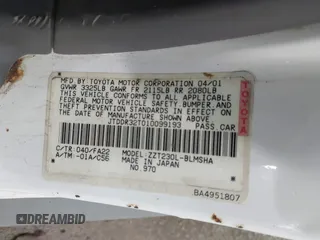 MFD. BY TOYOTA MOTOR CORPORATION 04/01
GVWR 3325LB GAWR FR 2115LB RR 2080LB
THIS VEHICLE CONFORMS TO ALL APPLICABLE
FEDERAL MOTOR VEHICLE SAFETY, BUMPER, AND
THEFT PREVENTION STANDARDS IN EFFECT ON
THE DATE OF MANUFACTURE SHOWN ABOVE.
JTDDR32T010099193 PASS. CAR
C/TR: 040/FA22 MODEL: ZZT230L-BLMSHA
A/TM: -01A/C56 MADE IN JAPAN
NO. 970
TOYOTA
TOYOTA
BA4951807